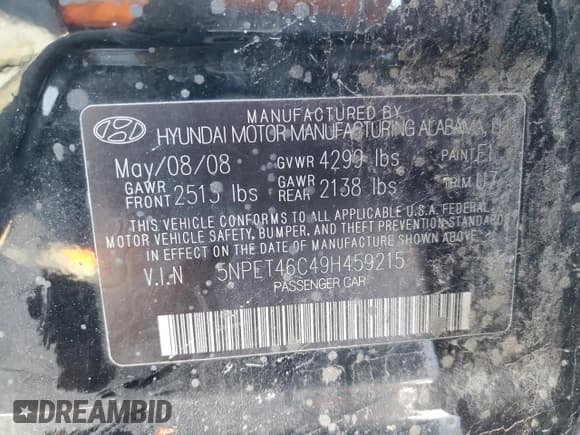 MANUFACTURED BY
HYUNDAI MOTOR MANUFACTURING ALABAMA,
May/08/08 GVWR 4299 lbs PAINT
GAWR FRONT 2513 lbs GAWR REAR 2138 lbs TRIM
THIS VEHICLE CONFORMS TO ALL APPLICABLE U.S.A. FEDERAL
MOTOR VEHICLE SAFETY, BUMPER, AND THEFT PREVENTION STANDARDS
IN EFFECT ON THE DATE OF MANUFACTURE SHOWN ABOVE.
V.I.N 5NPET46C49H459215
PASSENGER CAR
DREAMBID